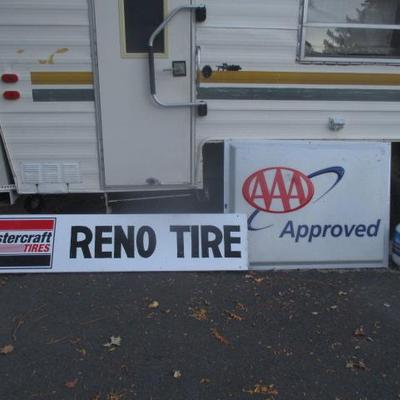 stercraft
TIRES
RENO TIRE
AAA
Approved